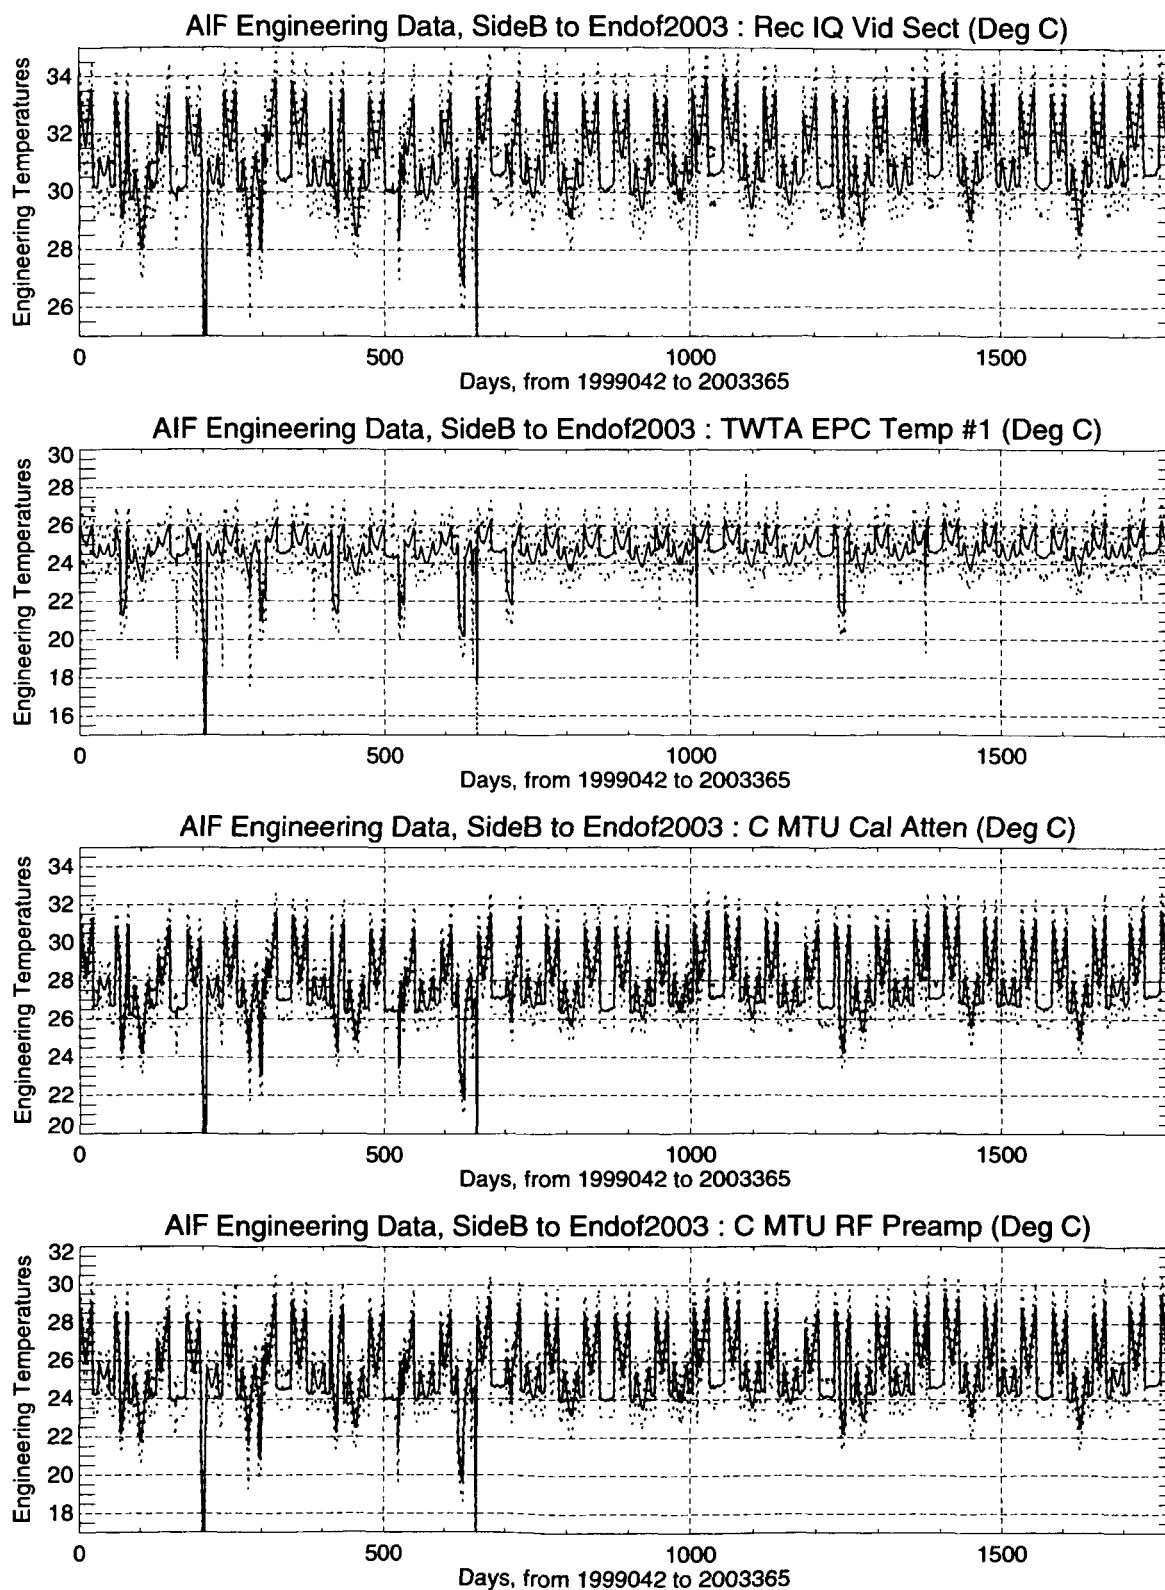 AIF Engineering Data, SideB to Endof2003 : Rec IQ Vid Sect (Deg C)
Engineering Temperatures
34
32
30
28
26
0 500 1000 1500
Days, from 1999042 to 2003365
AIF Engineering Data, SideB to Endof2003 : TWTA EPC Temp #1 (Deg C)
Engineering Temperatures
30
28
26
24
22
20
18
16
0 500 1000 1500
Days, from 1999042 to 2003365
AIF Engineering Data, SideB to Endof2003 : C MTU Cal Atten (Deg C)
Engineering Temperatures
34
32
30
28
26
24
22
20
0 500 1000 1500
Days, from 1999042 to 2003365
AIF Engineering Data, SideB to Endof2003 : C MTU RF Preamp (Deg C)
Engineering Temperatures
32
30
28
26
24
22
20
18
0 500 1000 1500
Days, from 1999042 to 2003365